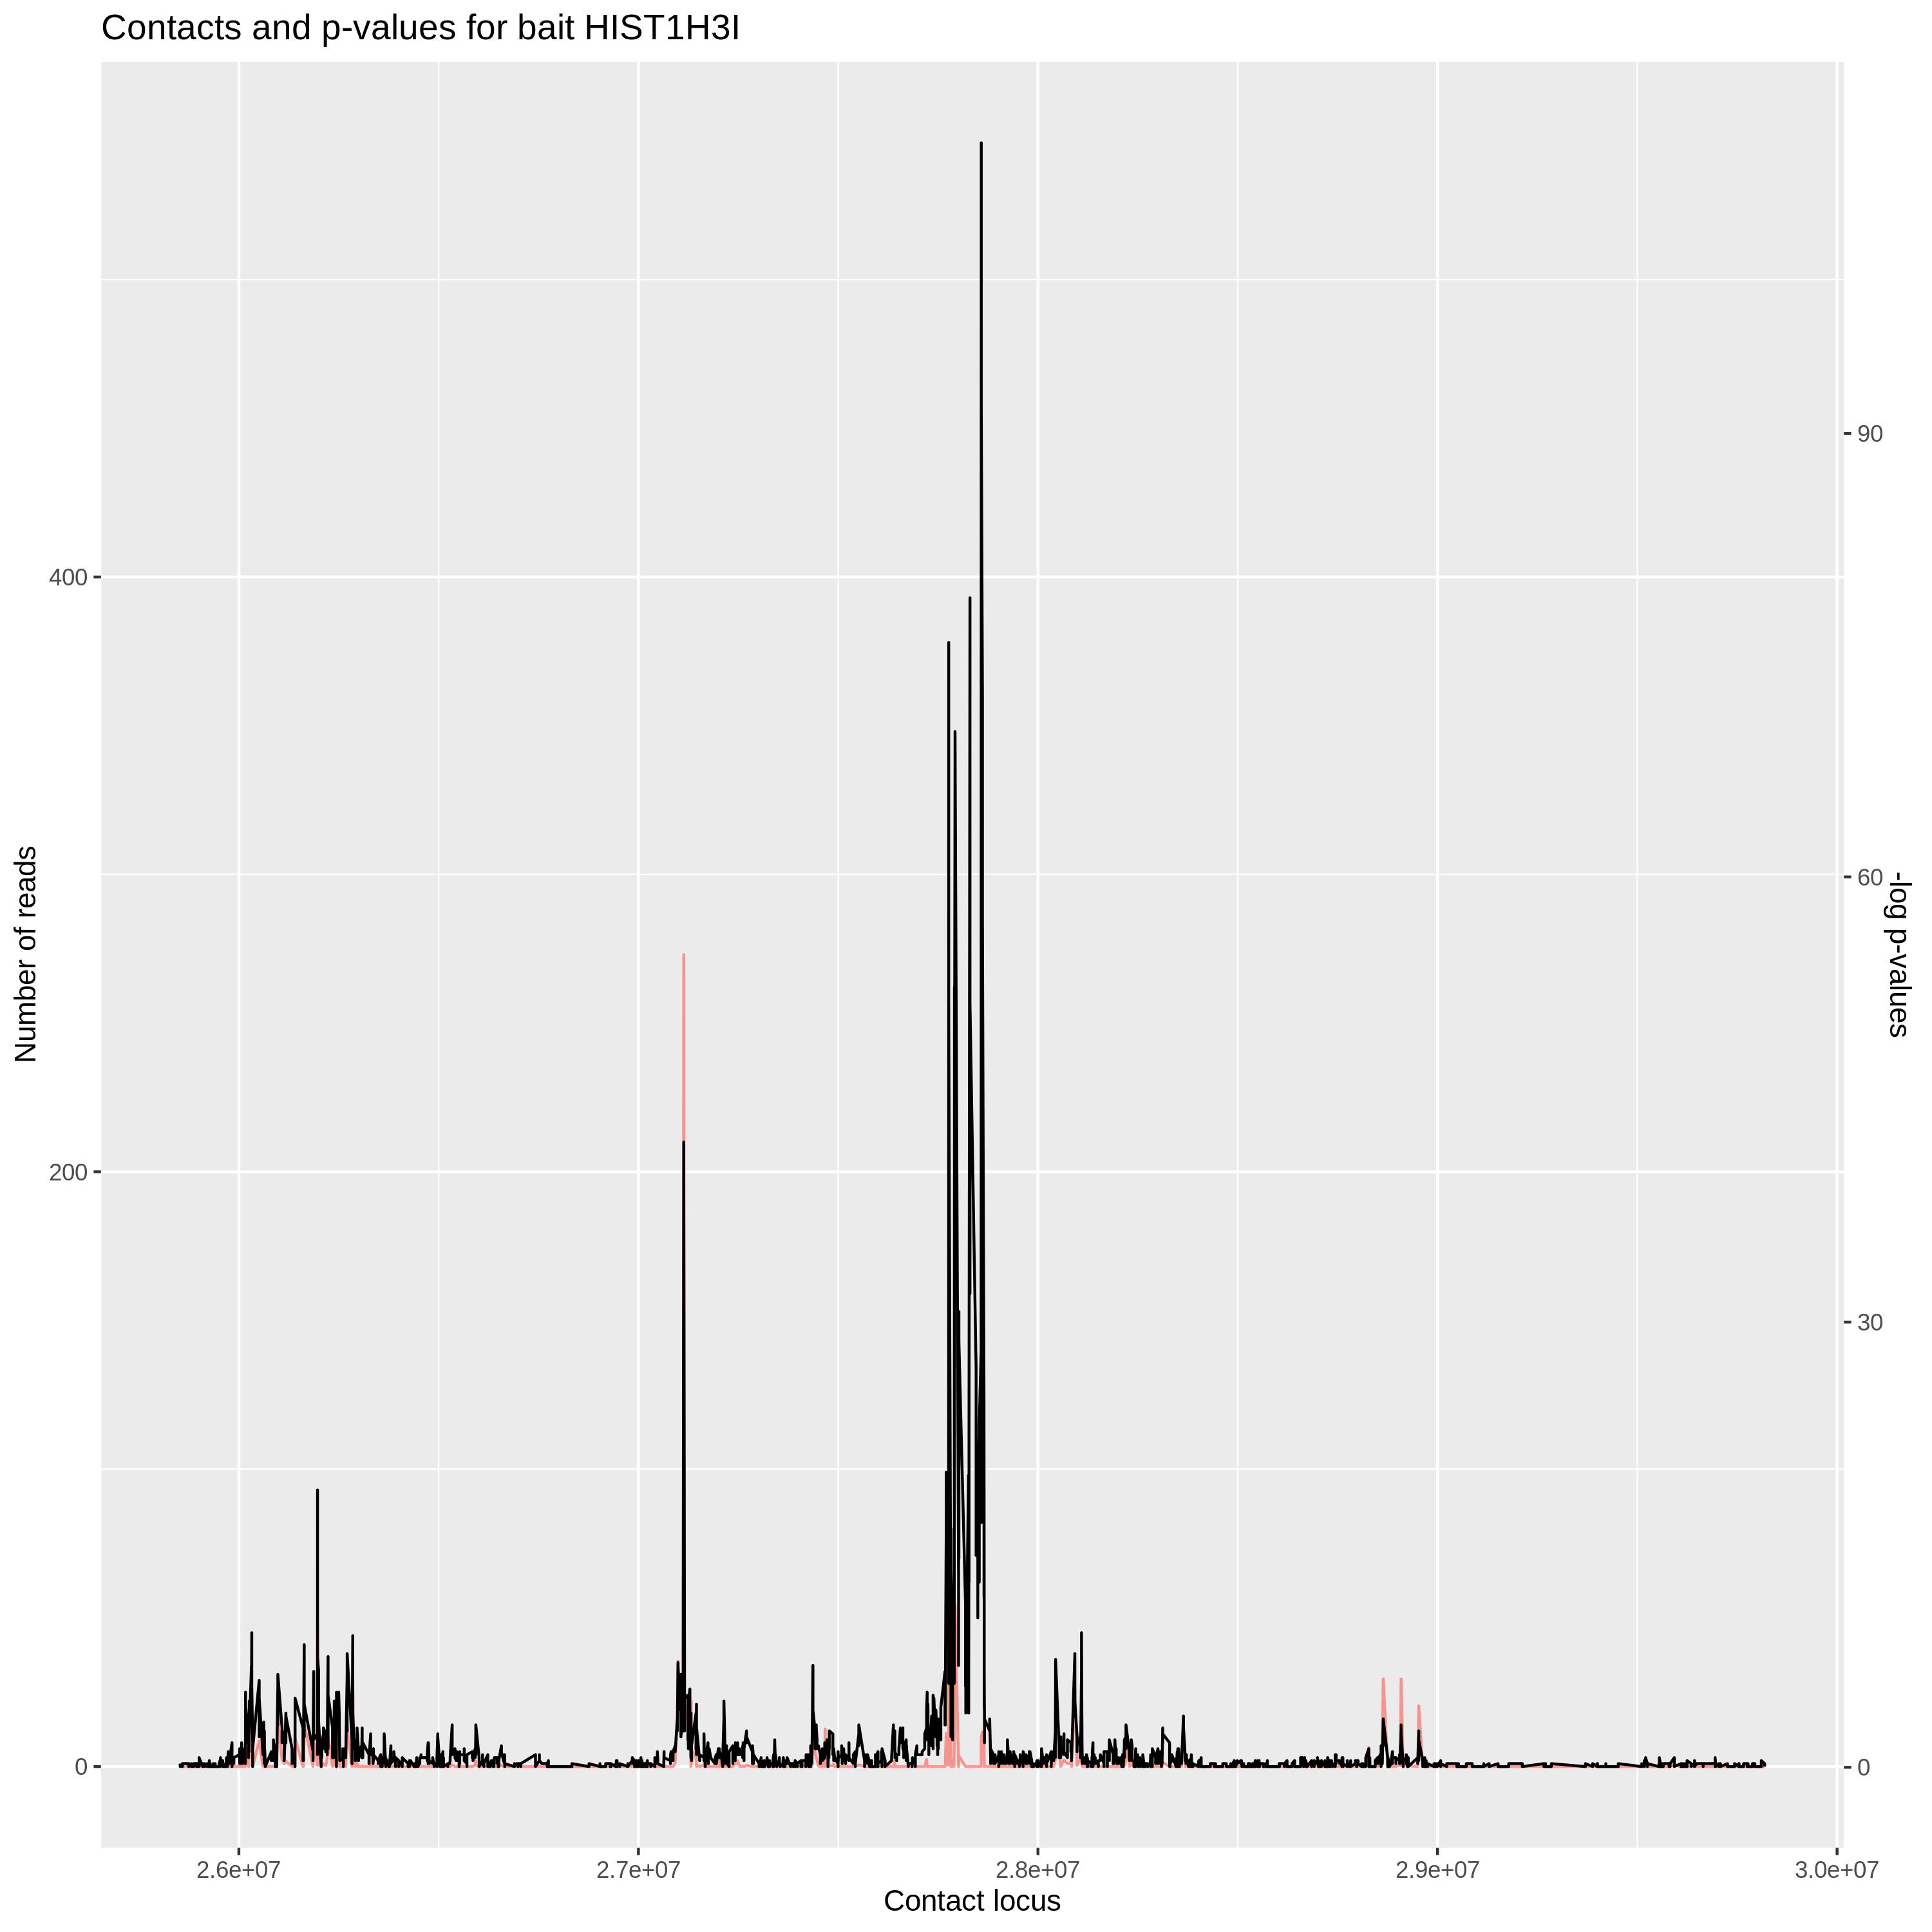 Contacts and p-values for bait HIST1H3I
Number of reads
400
200
0
90
60
30
0
-log p-values
2.6e+07
2.7e+07
2.8e+07
2.9e+07
3.0e+07
Contact locus